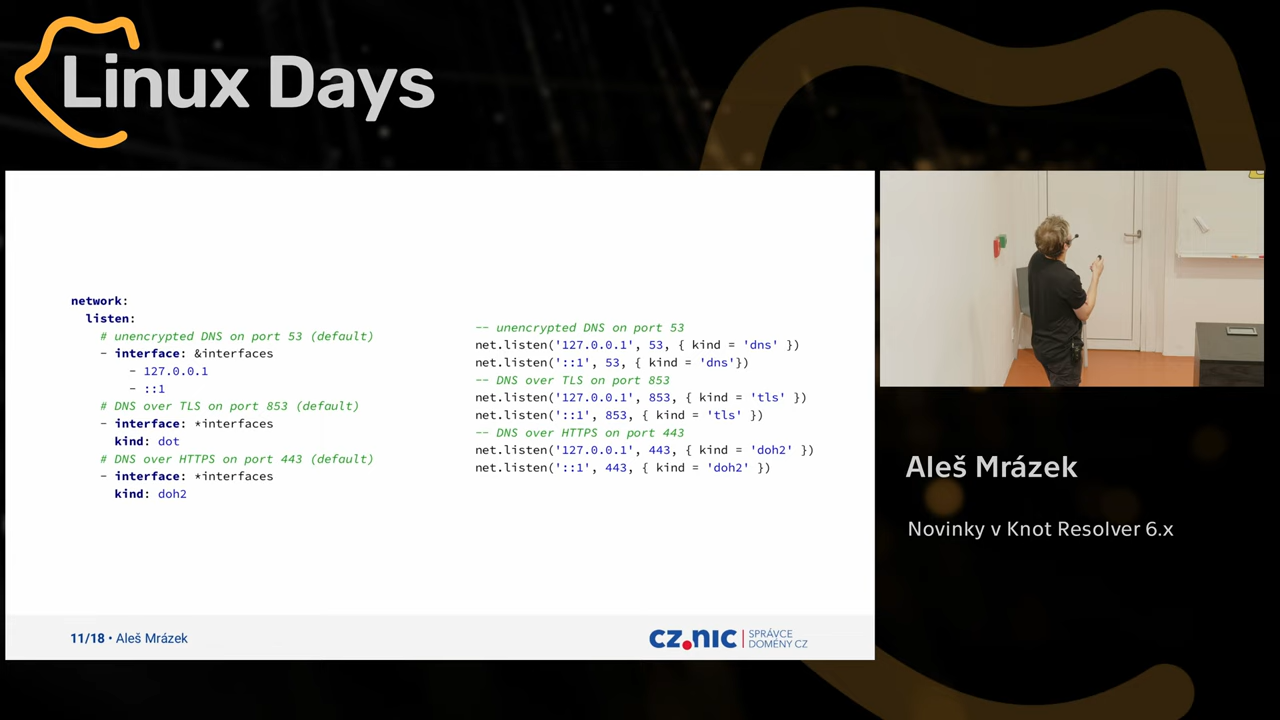 Linux Days
network:
listen:
# unencrypted DNS on port 53 (default)
- interface: &interfaces
- 127.0.0.1
- ::1
# DNS over TLS on port 853 (default)
- interface: *interfaces
kind: dot
# DNS over HTTPS on port 443 (default)
- interface: *interfaces
kind: doh2
-- unencrypted DNS on port 53
net.listen('127.0.0.1', 53, { kind = 'dns' })
net.listen('::1', 53, { kind = 'dns'})
-- DNS over TLS on port 853
net.listen('127.0.0.1', 853, { kind = 'tls' })
net.listen('::1', 853, { kind = 'tls' })
-- DNS over HTTPS on port 443
net.listen('127.0.0.1', 443, { kind = 'doh2' })
net.listen('::1', 443, { kind = 'doh2' })
11/18 • Aleš Mrázek
cz.nic
SPRÁVCE
DOMÉNY CZ
Aleš Mrázek
Novinky v Knot Resolver 6.x